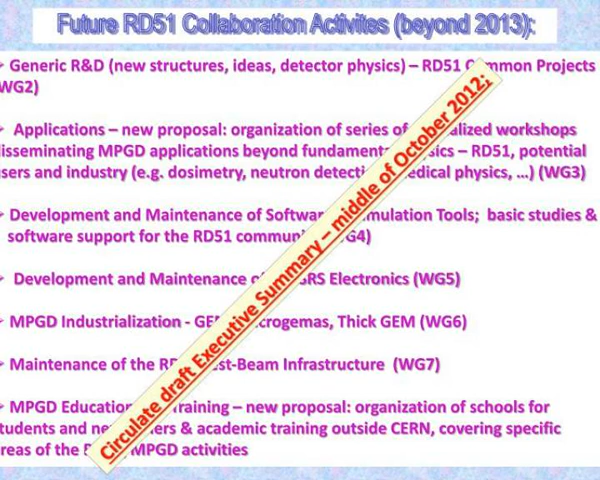 Future RD51 Collaboration Activites (beyond 2013):
Generic R&D (new structures, ideas, detector physics) – RD51 Common Projects
WG2)
Applications – new proposal: organization of series of specialized workshops
disseminating MPGD applications beyond fundamental physics – RD51, potential
users and industry (e.g. dosimetry, neutron detection, medical physics, …) (WG3)
Development and Maintenance of Software Simulation Tools; basic studies &
software support for the RD51 community (WG4)
Development and Maintenance of SRS Electronics (WG5)
MPGD Industrialization - GEM, Thick GEM (WG6)
Maintenance of the Test-Beam Infrastructure (WG7)
MPGD Education Training – new proposal: organization of schools for
students and & academic training outside CERN, covering specific
areas of the MPGD activities
Circulate draft Executive Summary – middle of October 2012;